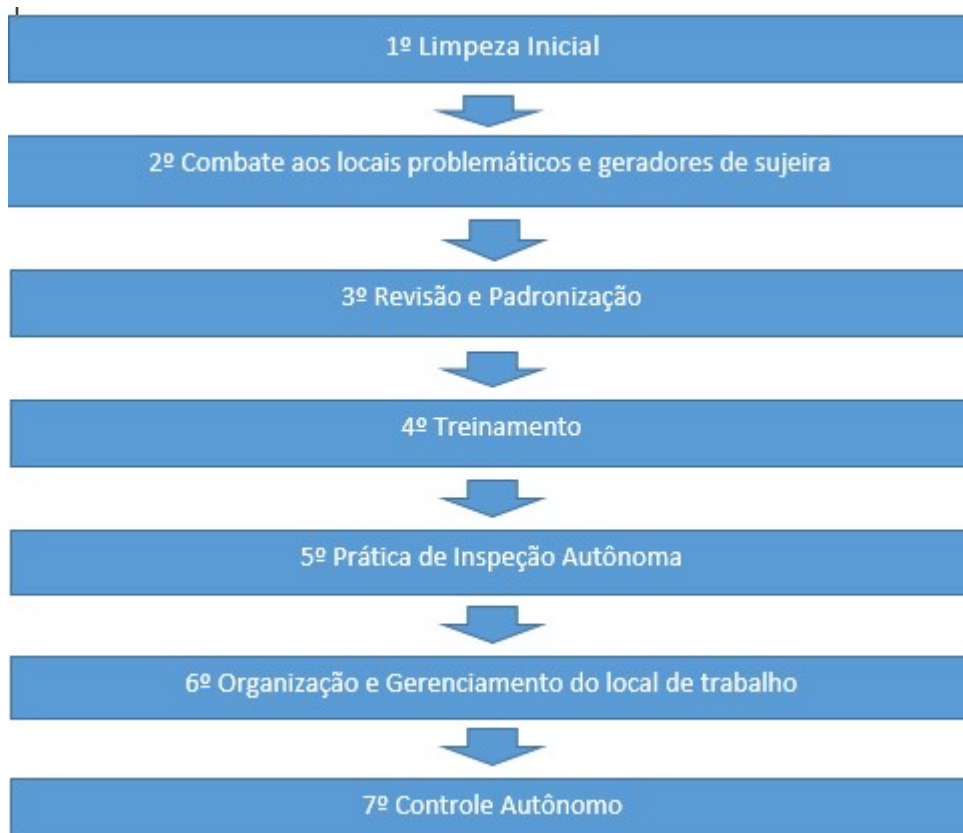 1º Limpeza Inicial
2º Combate aos locais problemáticos e geradores de sujeira
3º Revisão e Padronização
4º Treinamento
5º Prática de Inspeção Autônoma
6º Organização e Gerenciamento do local de trabalho
7º Controle Autônomo